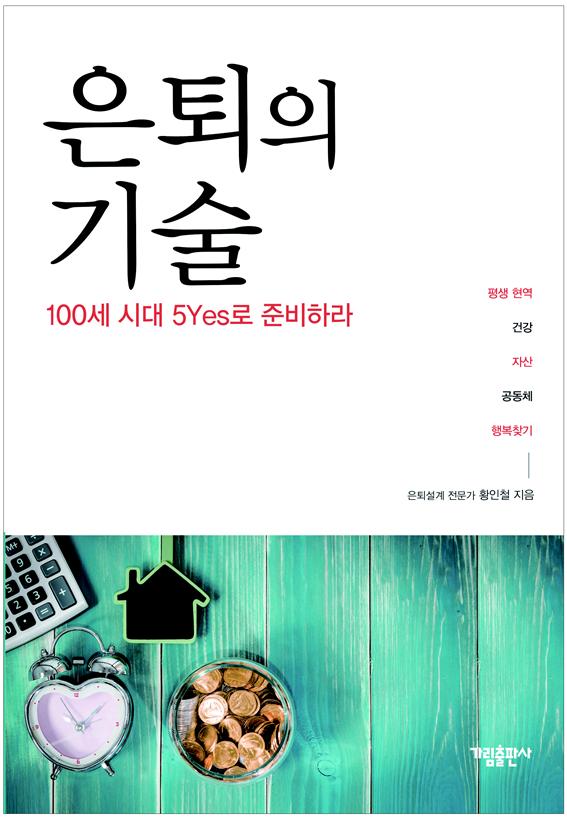 은퇴의
기술
100세 시대 5Yes로 준비하라
평생 현역
건강
자산
공동체
행복찾기
은퇴설계 전문가 황인철 지음
M+
×
-
+
=
가림출판사